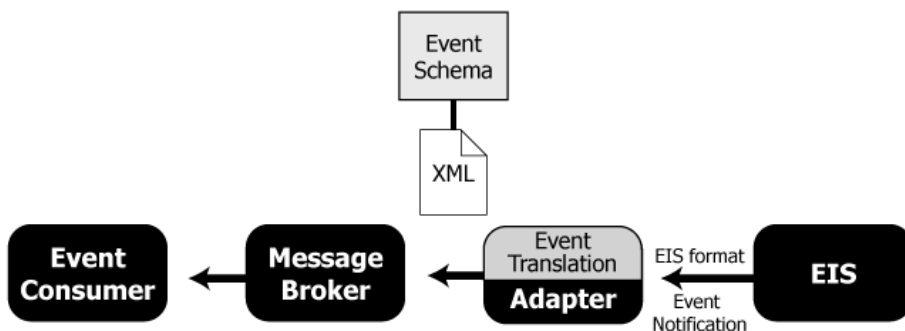 Event
Schema
XML
Event
Consumer
Message
Broker
Event
Translation
Adapter
EIS format
Event
Notification
EIS